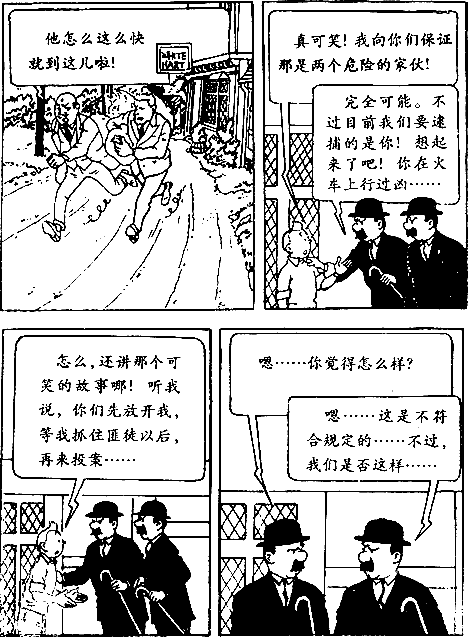 他怎么这么快
就到这儿啦！
WHITE
HART
真可笑！我向你们保证
那是两个危险的家伙！
完全可能。不
过目前我们要逮
捕的是你！想起
来了吧！你在火
车上行过凶……
怎么，还讲那个可
笑的故事哪！听我
说，你们先放开我，
等我抓住匪徒以后，
再来投案……
嗯……你觉得怎么样？
嗯……这是不符
合规定的……不过，
我们是否这样……